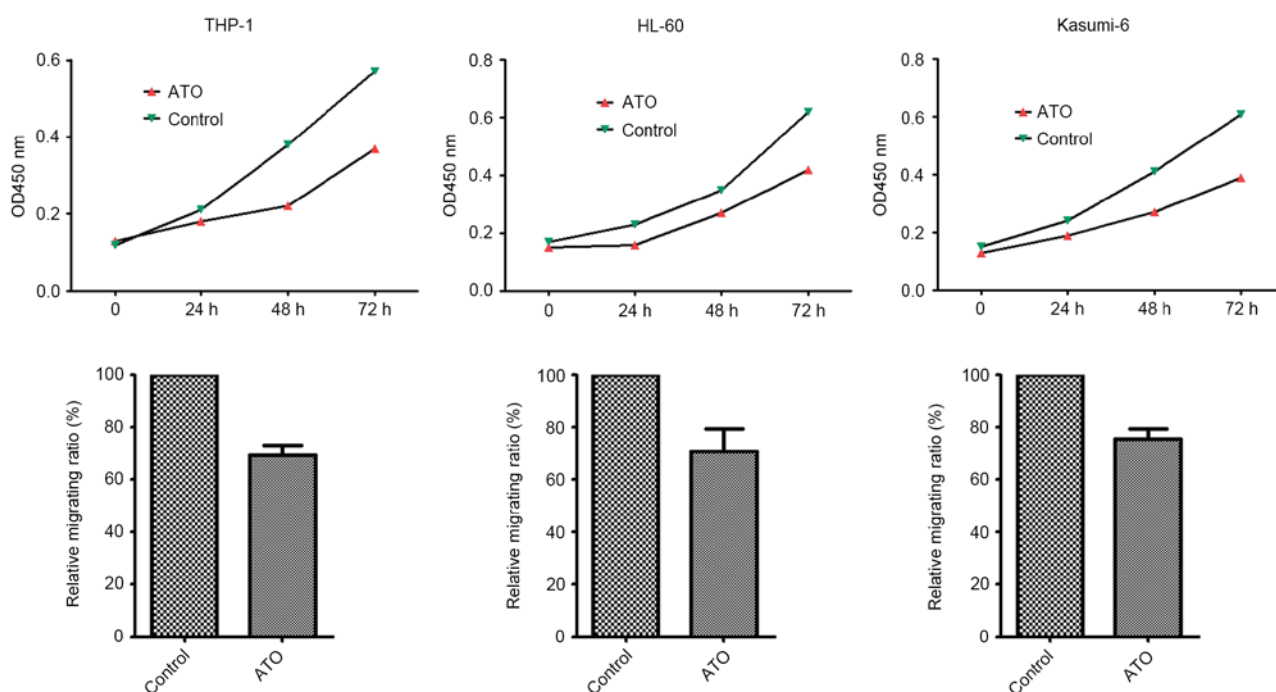 THP-1
0.6
0.4
0.2
0.0
OD450 nm
ATO
Control
0
24 h
48 h
72 h
HL-60
0.8
0.6
0.4
0.2
0.0
OD450 nm
ATO
Control
0
24 h
48 h
72 h
Kasumi-6
0.8
0.6
0.4
0.2
0.0
OD450 nm
ATO
Control
0
24 h
48 h
72 h
100
80
60
40
20
0
Relative migrating ratio (%)
Control
ATO
100
80
60
40
20
0
Relative migrating ratio (%)
Control
ATO
100
80
60
40
20
0
Relative migrating ratio (%)
Control
ATO